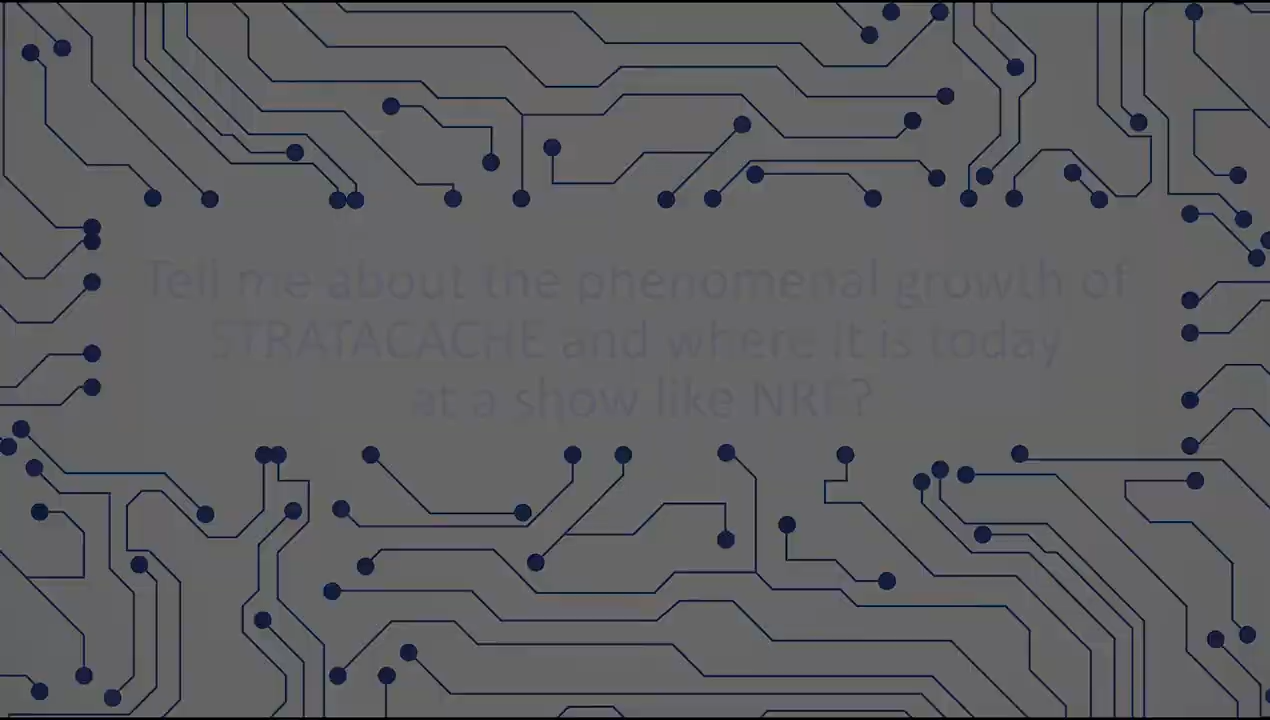 Tell me about the phenomenal growth of
STRATACACHE and where it is today
at a show like NRF?